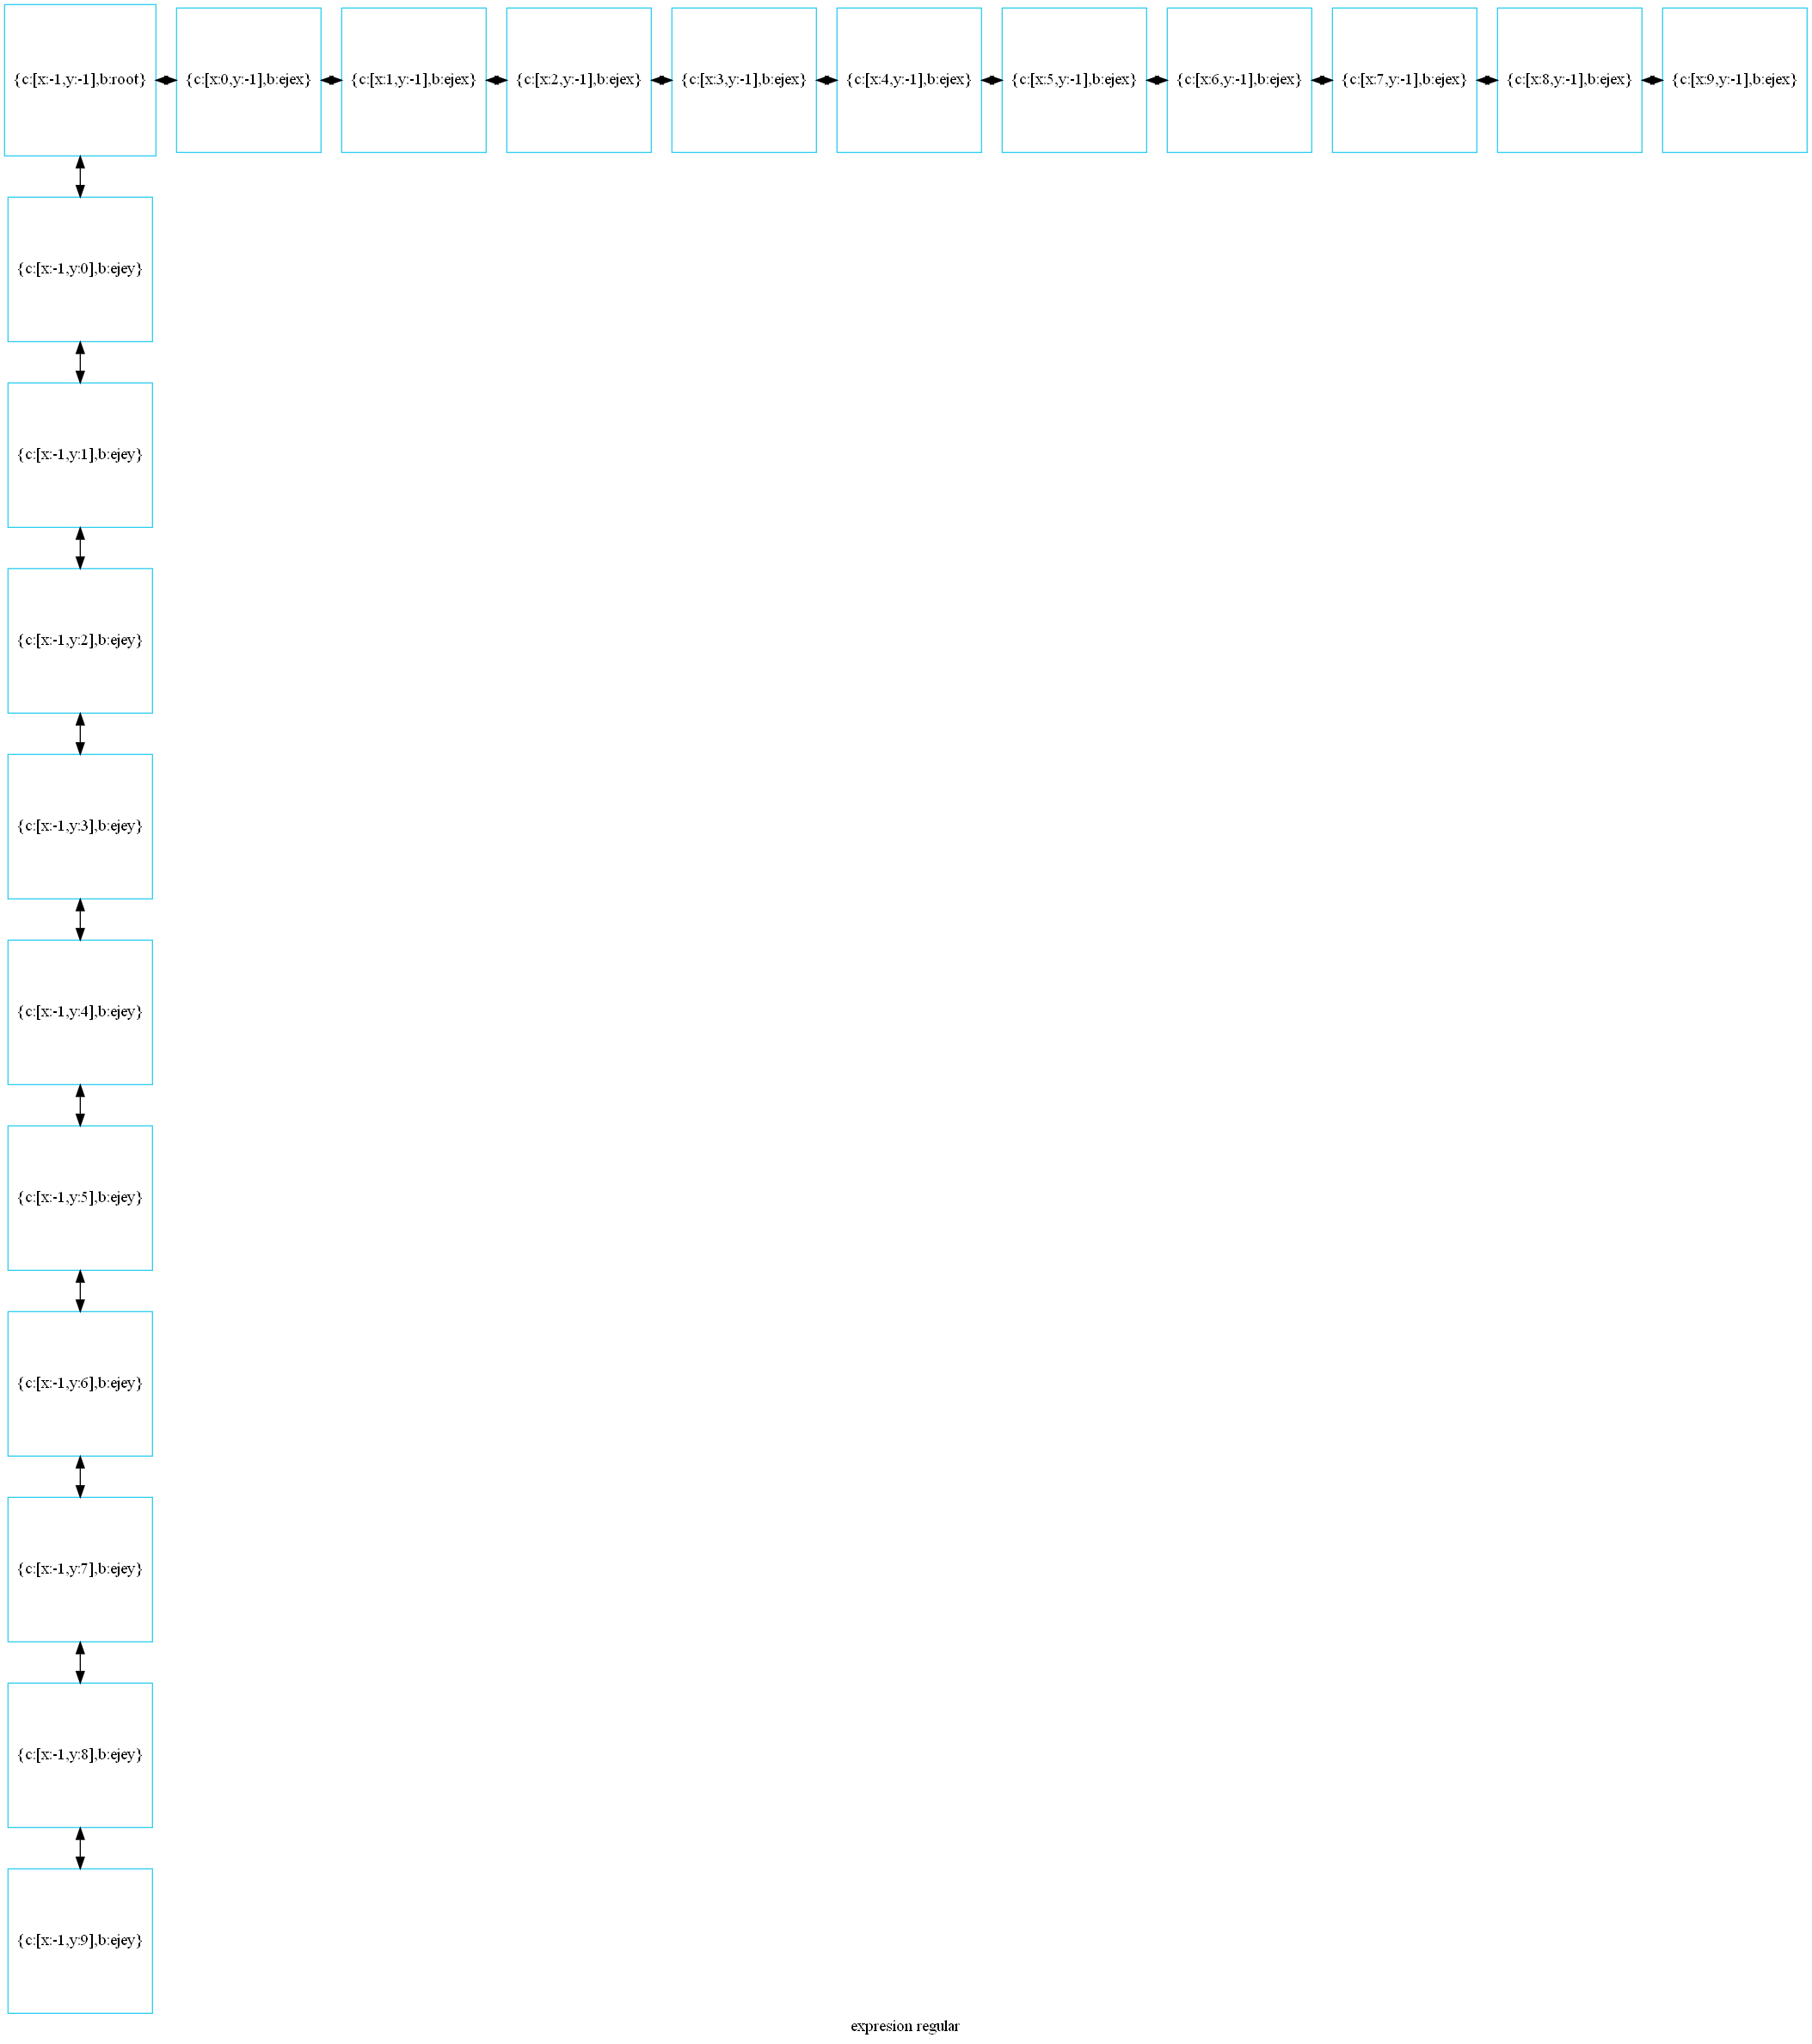 {c:[x:-1,y:-1],b:root} {c:[x:0,y:-1],b:ejex} {c:[x:1,y:-1],b:ejex} {c:[x:2,y:-1],b:ejex} {c:[x:3,y:-1],b:ejex} {c:[x:4,y:-1],b:ejex} {c:[x:5,y:-1],b:ejex} {c:[x:6,y:-1],b:ejex} {c:[x:7,y:-1],b:ejex} {c:[x:8,y:-1],b:ejex} {c:[x:9,y:-1],b:ejex}
{c:[x:-1,y:0],b:ejey}
{c:[x:-1,y:1],b:ejey}
{c:[x:-1,y:2],b:ejey}
{c:[x:-1,y:3],b:ejey}
{c:[x:-1,y:4],b:ejey}
{c:[x:-1,y:5],b:ejey}
{c:[x:-1,y:6],b:ejey}
{c:[x:-1,y:7],b:ejey}
{c:[x:-1,y:8],b:ejey}
{c:[x:-1,y:9],b:ejey}
expresion regular